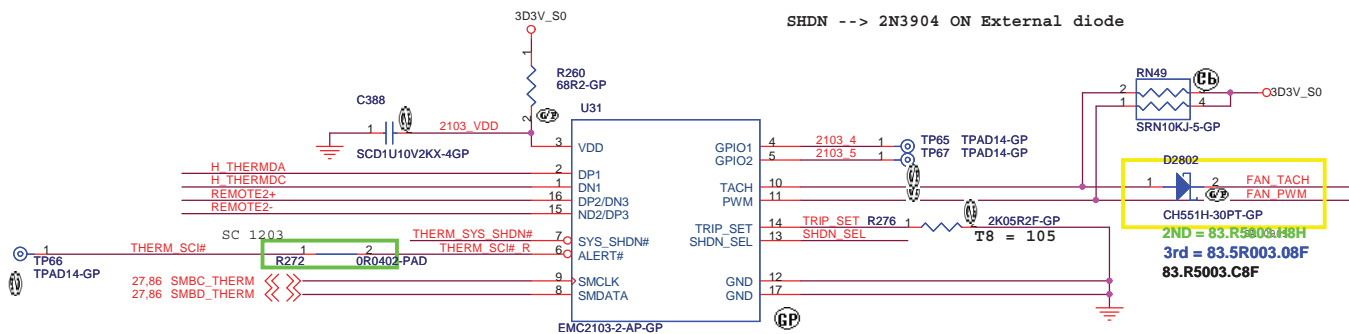 SHDN --> 2N3904 ON External diode
3D3V_S0
1
R260
68R2-GP
2
C388
1
2103_VDD
SCD1U10V2KX-4GP
U31
3
VDD
H_THERMDA
2
DP1
H_THERMDC
1
DN1
REMOTE2+
16
DP2/DN3
REMOTE2-
15
ND2/DP3
SC 1203
THERM_SYS_SHDN#
7
SYS_SHDN#
1
THERM_SCI#
1
2
THERM_SCI#_R
6
ALERT#
TP66
TPAD14-GP
R272
0R0402-PAD
27,86 SMBC_THERM
9
SMCLK
27,86 SMBD_THERM
8
SMDATA
EMC2103-2-AP-GP
GPIO1
4
2103_4
1
TP65 TPAD14-GP
GPIO2
5
2103_5
1
TP67 TPAD14-GP
TACH
10
PWM
11
TRIP_SET
14
TRIP_SET
R276
1
2K05R2F-GP
SHDN_SEL
13
SHDN_SEL
T8 = 105
GND
12
GND
17
GP
RN49
2
1
4
3D3V_S0
SRN10KJ-5-GP
D2802
1
2
FAN_TACH
FAN_PWM
CH551H-30PT-GP
3rd = 83.5R003.08F
83.R5003.C8F